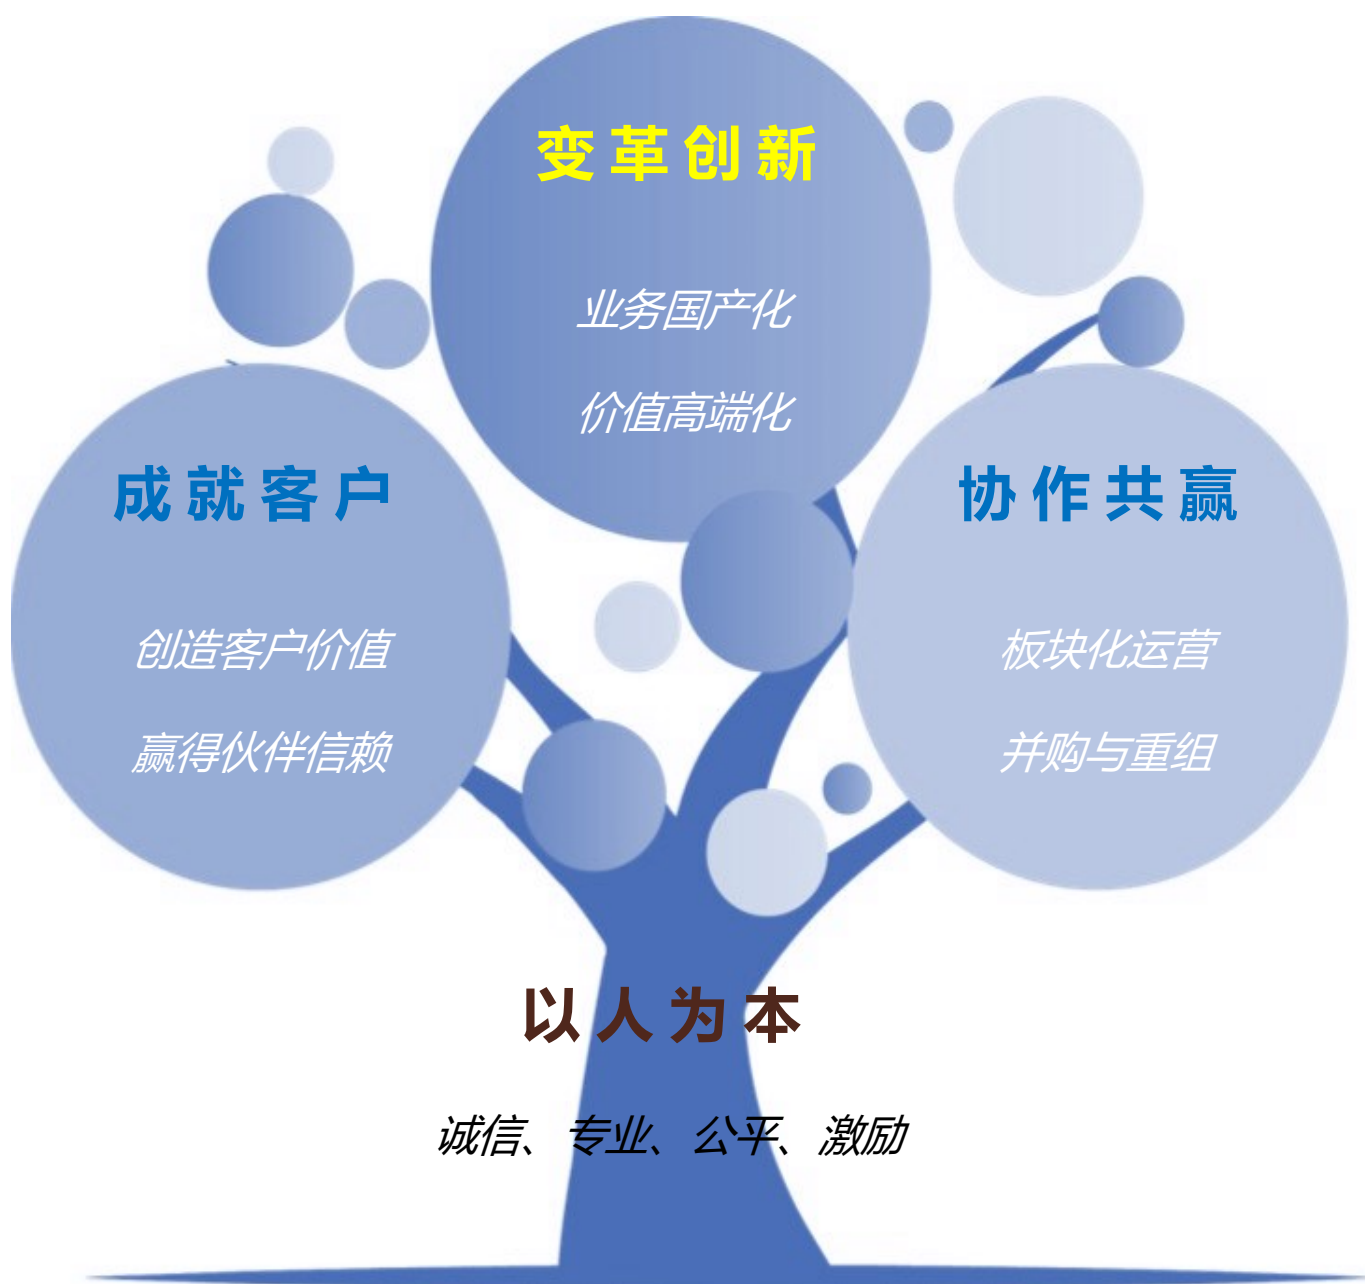 变革创新
业务国产化
价值高端化
成就客户
创造客户价值
赢得伙伴信赖
协作共赢
板块化运营
并购与重组
以人为本
诚信、专业、公平、激励